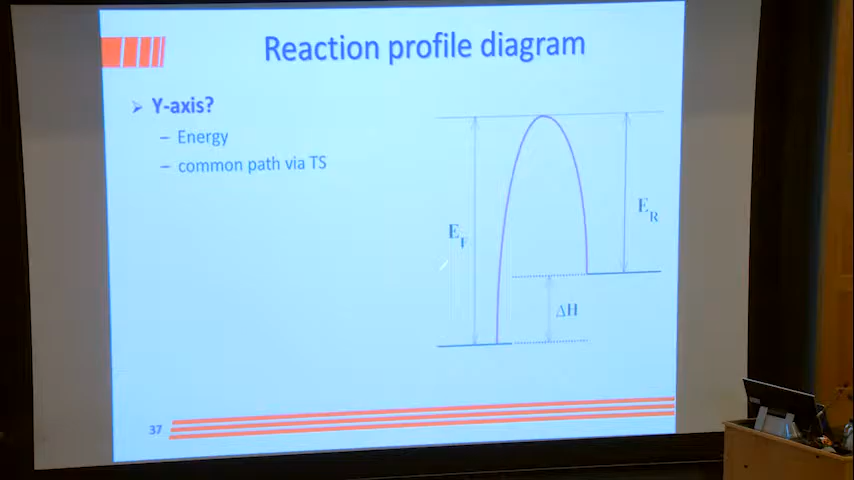 Reaction profile diagram
➢ Y-axis?
– Energy
– common path via TS
E_F
E_R
ΔH
37